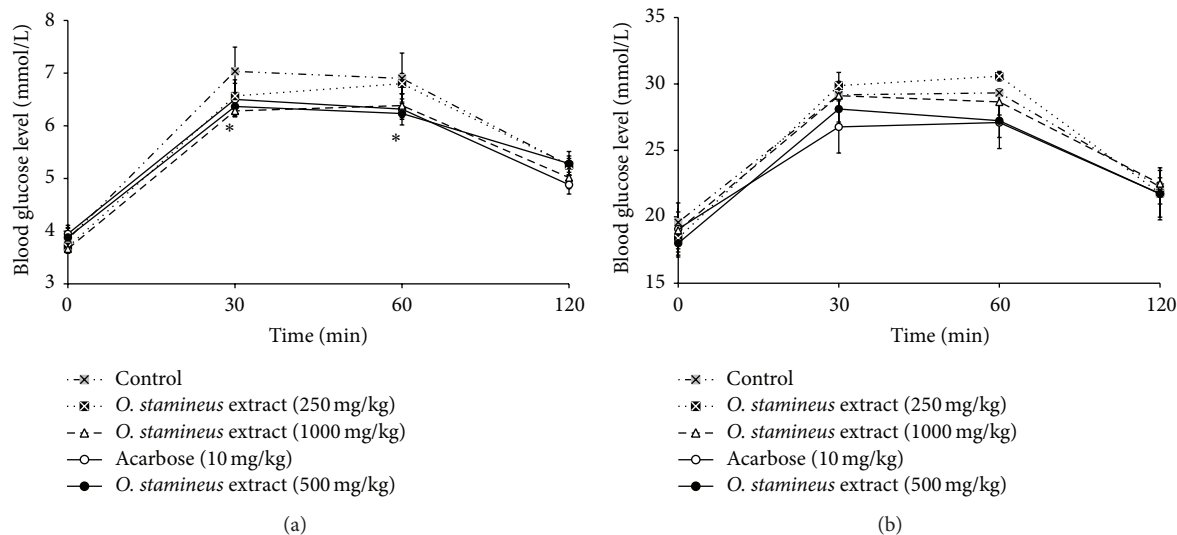 8
7
6
5
4
3
Blood glucose level (mmol/L)
*
*
0
30
60
120
Time (min)
Control
O. stamineus extract (250 mg/kg)
O. stamineus extract (1000 mg/kg)
Acarbose (10 mg/kg)
O. stamineus extract (500 mg/kg)
(a)
35
30
25
20
15
Blood glucose level (mmol/L)
0
30
60
120
Time (min)
Control
O. stamineus extract (250 mg/kg)
O. stamineus extract (1000 mg/kg)
Acarbose (10 mg/kg)
O. stamineus extract (500 mg/kg)
(b)